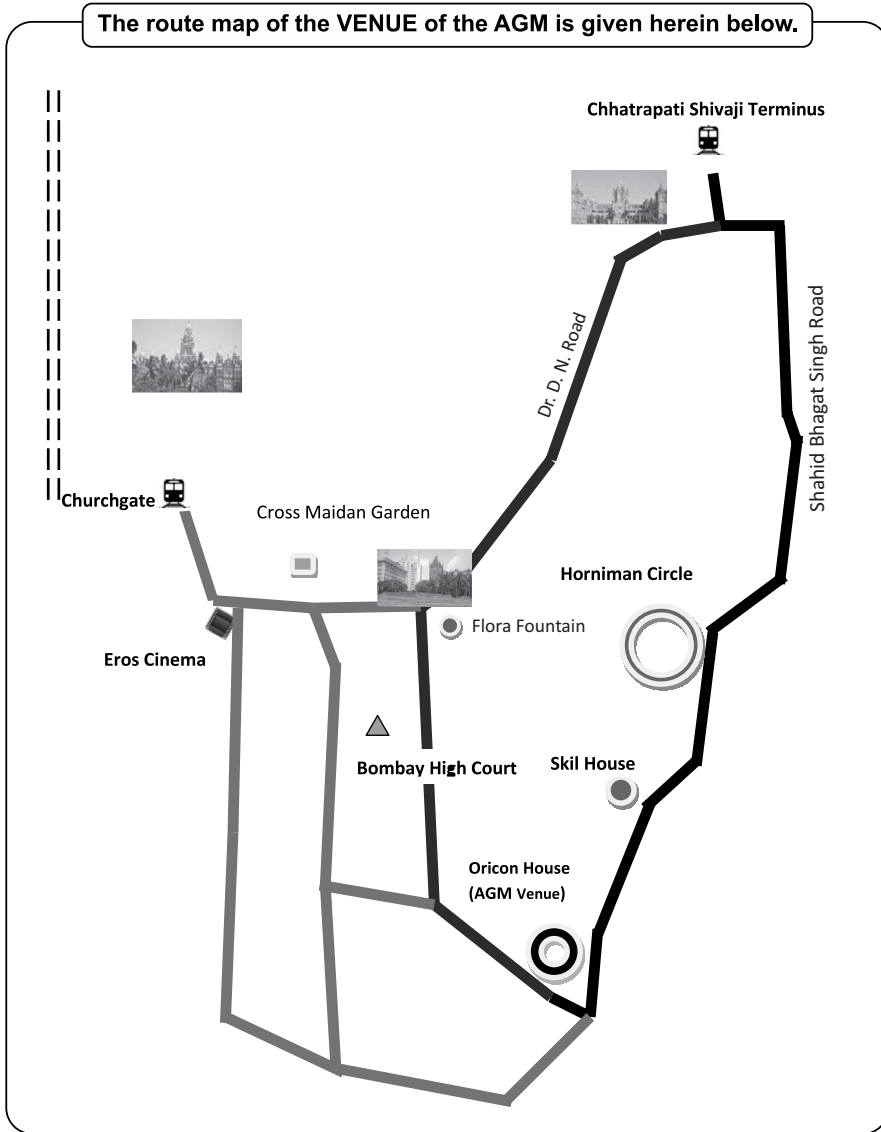 The route map of the VENUE of the AGM is given herein below.
Chhatrapati Shivaji Terminus
Dr. D. N. Road
Shahid Bhagat Singh Road
Churchgate
Cross Maidan Garden
Horniman Circle
Flora Fountain
Eros Cinema
Bombay High Court
Skil House
Oricon House
(AGM Venue)